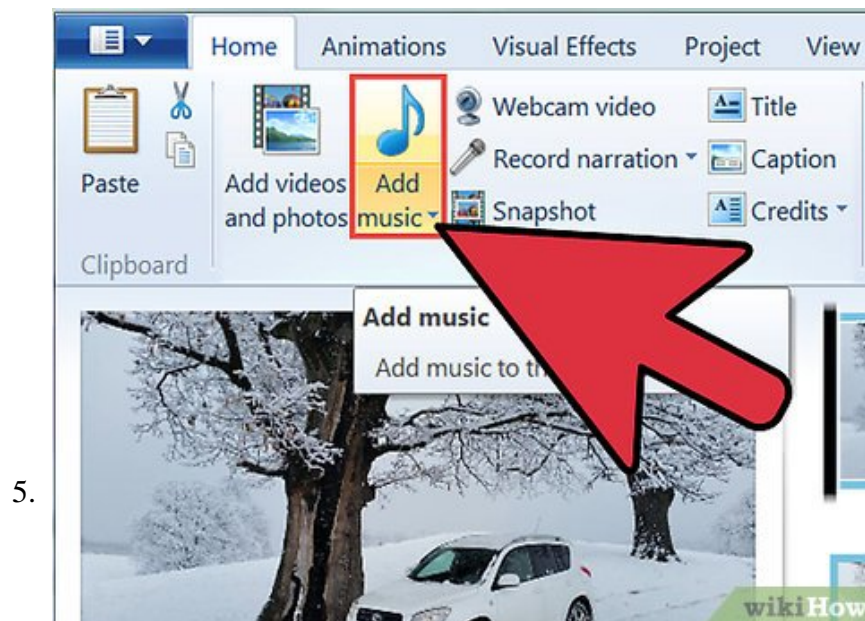 Home Animations Visual Effects Project View
Paste
Add videos
and photos
Add
music
Webcam video
Record narration
Snapshot
Title
Caption
Credits
Clipboard
Add music
Add music to
5.
wikiHow